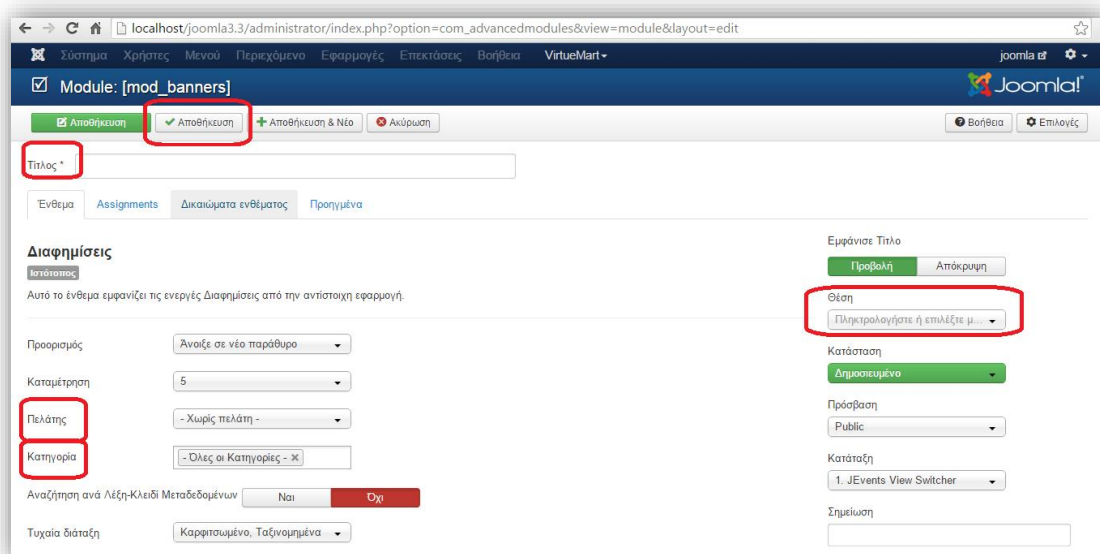 localhost/joomla3.3/administrator/index.php?option=com_advancedmodules&view=module&layout=edit
Σύστημα Χρήστες Μενού Περιεχόμενο Εφαρμογές Επεκτάσεις Βοήθεια VirtueMart joomla
Module: [mod_banners] Joomla!
Αποθήκευση Αποθήκευση Αποθήκευση & Νέο Ακύρωση Βοήθεια Επιλογές
Τίτλος *
Ένθεμα Assignments Δικαιώματα ενθέματος Προηγμένα
Διαφημίσεις
Ιστότοπος
Αυτό το ένθεμα εμφανίζει τις ενεργές Διαφημίσεις από την αντίστοιχη εφαρμογή.
Προορισμός Άνοιξε σε νέο παράθυρο
Καταμέτρηση 5
Πελάτης - Χωρίς πελάτη -
Κατηγορία - Όλες οι Κατηγορίες - ×
Αναζήτηση ανά Λέξη-Κλειδί Μεταδεδομένων Ναι Όχι
Τυχαία διάταξη Καρφιτσωμένο, Ταξινομημένα
Εμφάνισε Τίτλο
Προβολή Απόκρυψη
Θέση
Πληκτρολογήστε ή επιλέξτε μ...
Κατάσταση
Δημοσιευμένο
Πρόσβαση
Public
Κατάταξη
1. JEvents View Switcher
Σημείωση